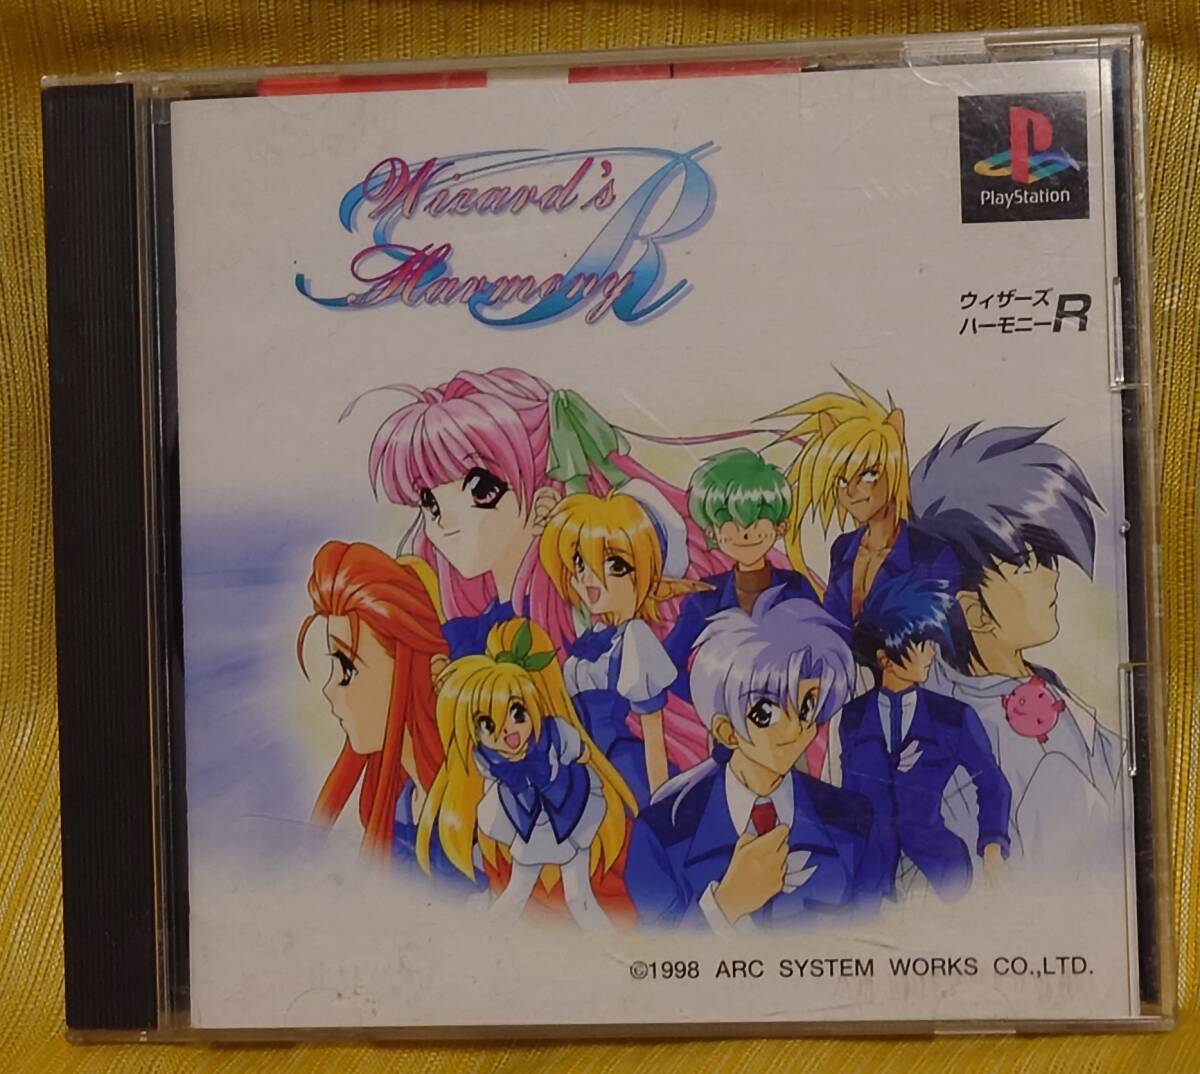 Wizard's
Harmony R
PlayStation
ウィザーズ
ハーモニーR
©1998 ARC SYSTEM WORKS CO.,LTD.